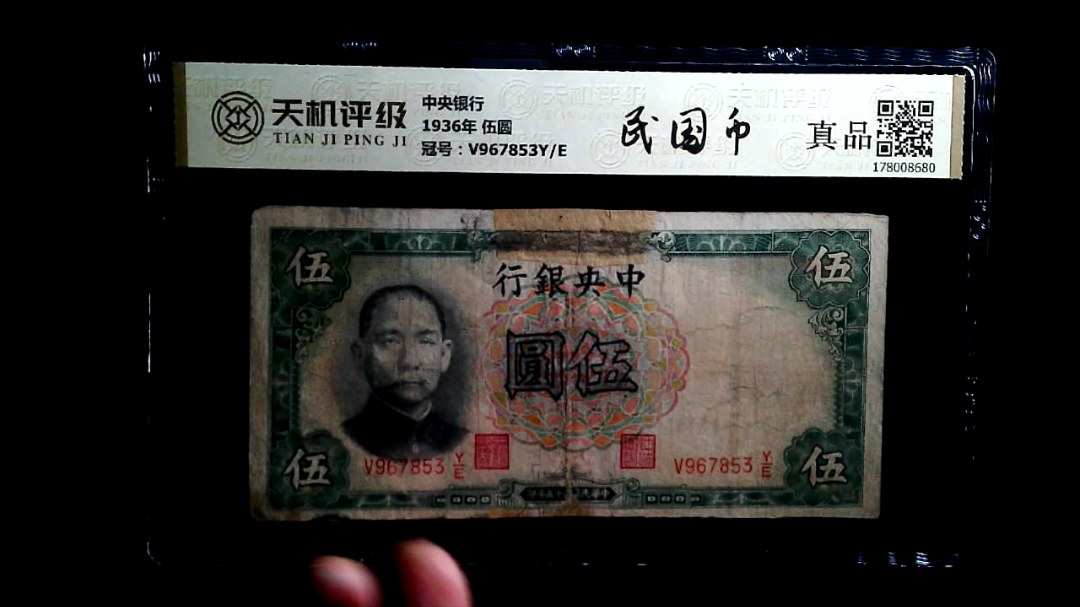 天机评级
TIAN JI PING JI
中央银行
1936年 伍圆
冠号：V967853Y/E
民国币
真品
178008680
伍
伍
行銀央中
圓伍
V967853 Y/E
V967853 Y/E
伍
伍